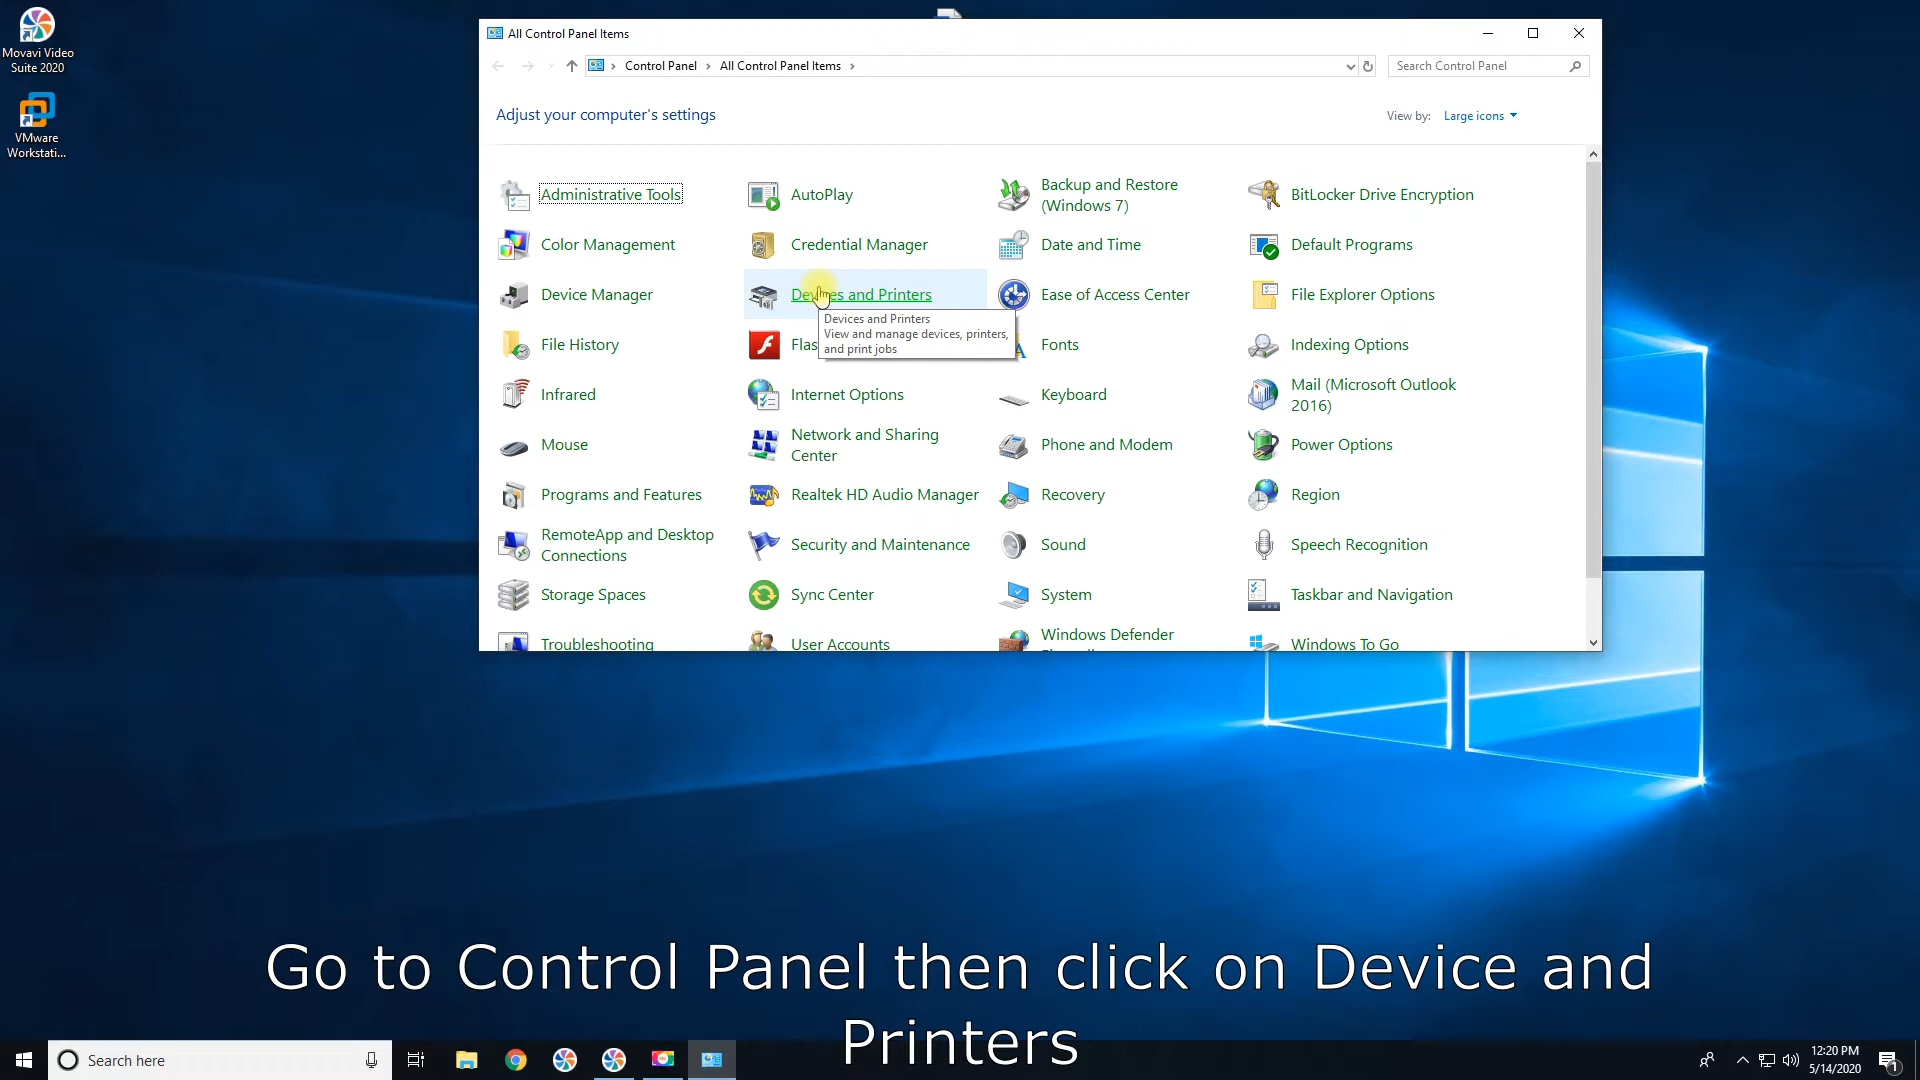 Movavi Video
Suite 2020
VMware
Workstati...
All Control Panel Items
Control Panel
All Control Panel Items
Search Control Panel
Adjust your computer's settings
View by:
Large icons
Administrative Tools
AutoPlay
Backup and Restore
(Windows 7)
BitLocker Drive Encryption
Color Management
Credential Manager
Date and Time
Default Programs
Device Manager
Devices and Printers
Ease of Access Center
File Explorer Options
Devices and Printers
View and manage devices, printers,
and print jobs
File History
Flas
Fonts
Indexing Options
Infrared
Internet Options
Keyboard
Mail (Microsoft Outlook
2016)
Mouse
Network and Sharing
Center
Phone and Modem
Power Options
Programs and Features
Realtek HD Audio Manager
Recovery
Region
RemoteApp and Desktop
Connections
Security and Maintenance
Sound
Speech Recognition
Storage Spaces
Sync Center
System
Taskbar and Navigation
Troubleshooting
User Accounts
Windows Defender
Windows To Go
Go to Control Panel then click on Device and
Printers
Search here
12:20 PM
5/14/2020
1